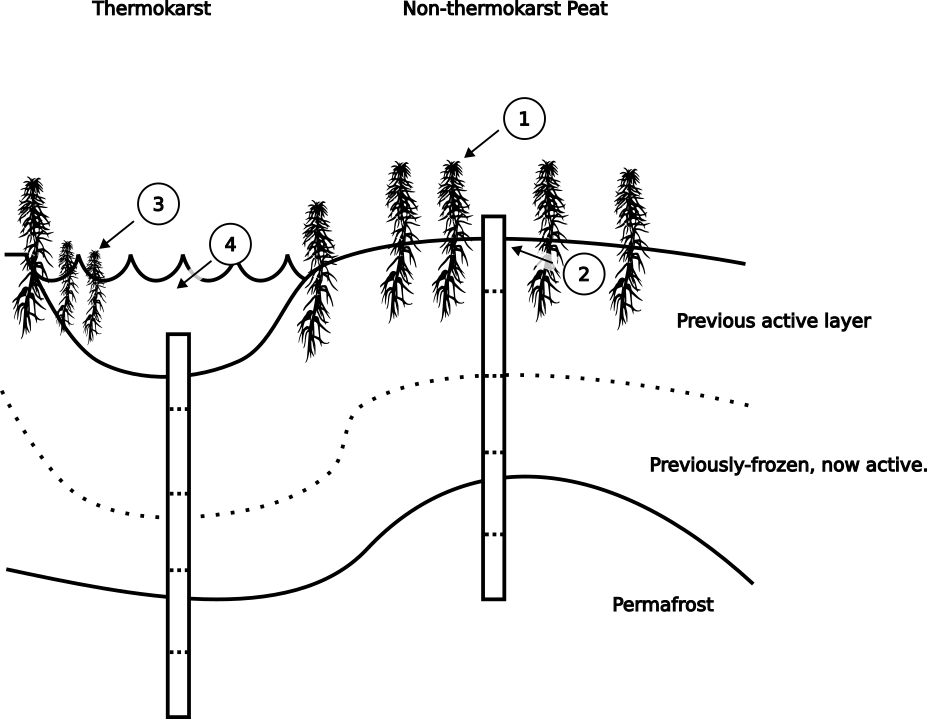 Thermokarst
Non-thermokarst Peat
1
3
4
2
Previous active layer
Previously-frozen, now active.
Permafrost